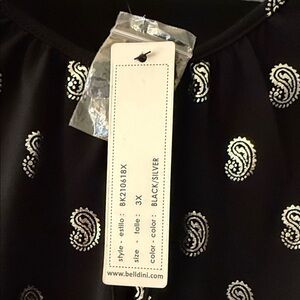 style - estilo : BK210618X
size - talle : 3X
color - color : BLACK/SILVER
www.belldini.com